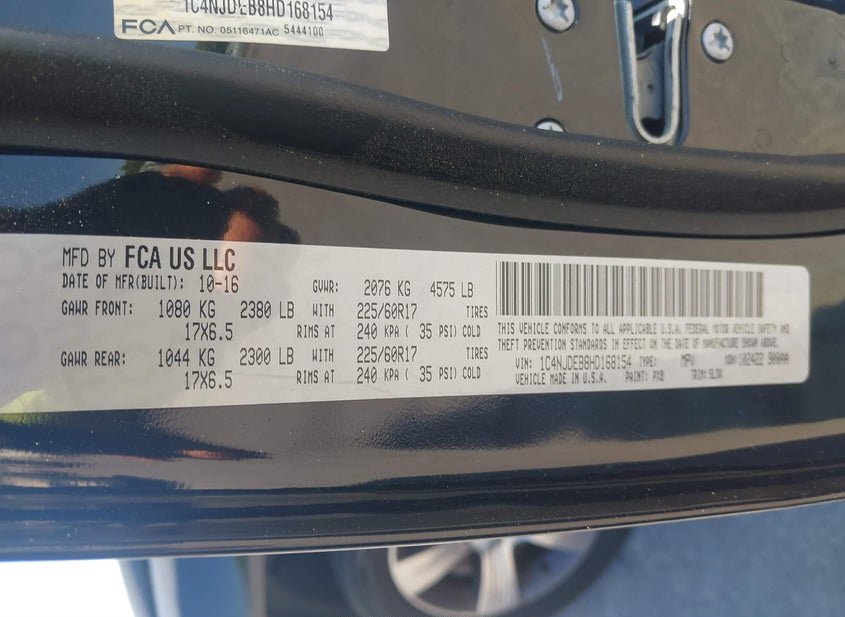 1C4NJDEB8HD168154
FCA PT. NO. 05116471AC 5444100
MFD BY FCA US LLC
DATE OF MFR(BUILT): 10-16 GVWR: 2076 KG 4575 LB
GAWR FRONT: 1080 KG 2380 LB WITH 225/60R17 TIRES
17X6.5 RIMS AT 240 KPA ( 35 PSI) COLD
GAWR REAR: 1044 KG 2300 LB WITH 225/60R17 TIRES
17X6.5 RIMS AT 240 KPA ( 35 PSI) COLD
THIS VEHICLE CONFORMS TO ALL APPLICABLE U.S.A. FEDERAL MOTOR VEHICLE SAFETY AND
THEFT PREVENTION STANDARDS IN EFFECT ON THE DATE OF MANUFACTURE SHOWN ABOVE.
VIN: 1C4NJDEB8HD168154 TYPE: MPV MDH: 102422
VEHICLE MADE IN U.S.A. PAINT: PX8 TRIM: